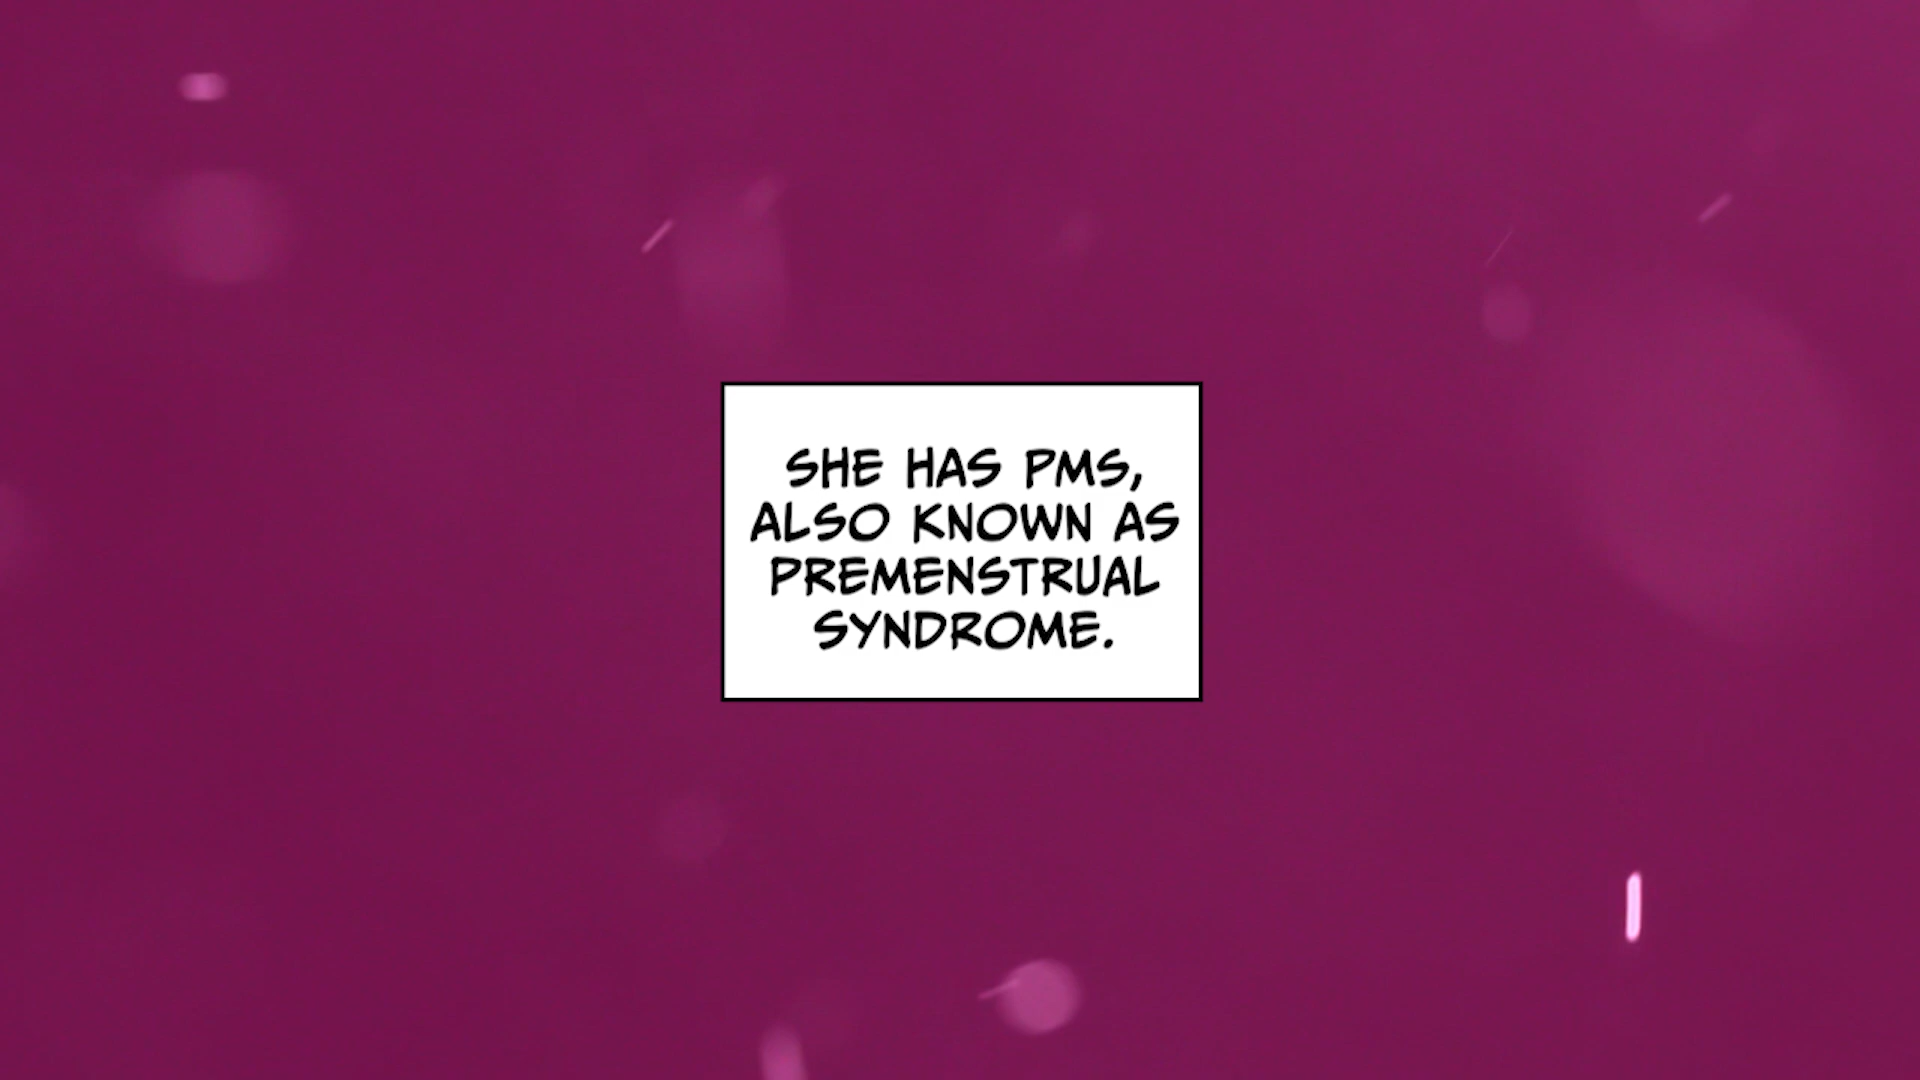 SHE HAS PMS,
ALSO KNOWN AS
PREMENSTRUAL
SYNDROME.